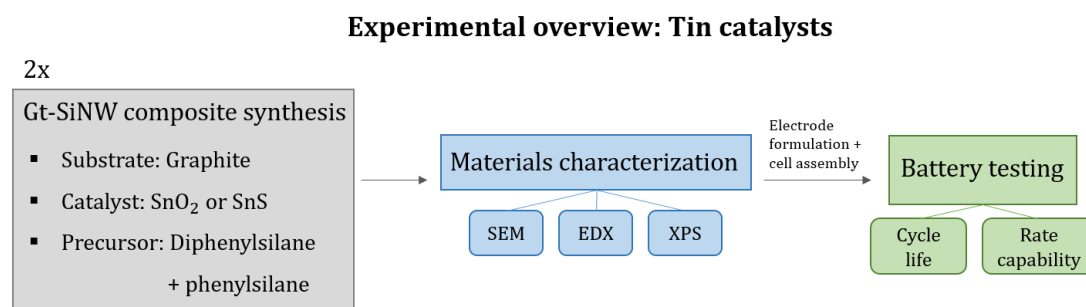 Experimental overview: Tin catalysts
2x
Gt-SiNW composite synthesis
▪ Substrate: Graphite
▪ Catalyst: SnO₂ or SnS
▪ Precursor: Diphenylsilane
+ phenylsilane
Materials characterization
SEM
EDX
XPS
Electrode
formulation +
cell assembly
Battery testing
Cycle
life
Rate
capability